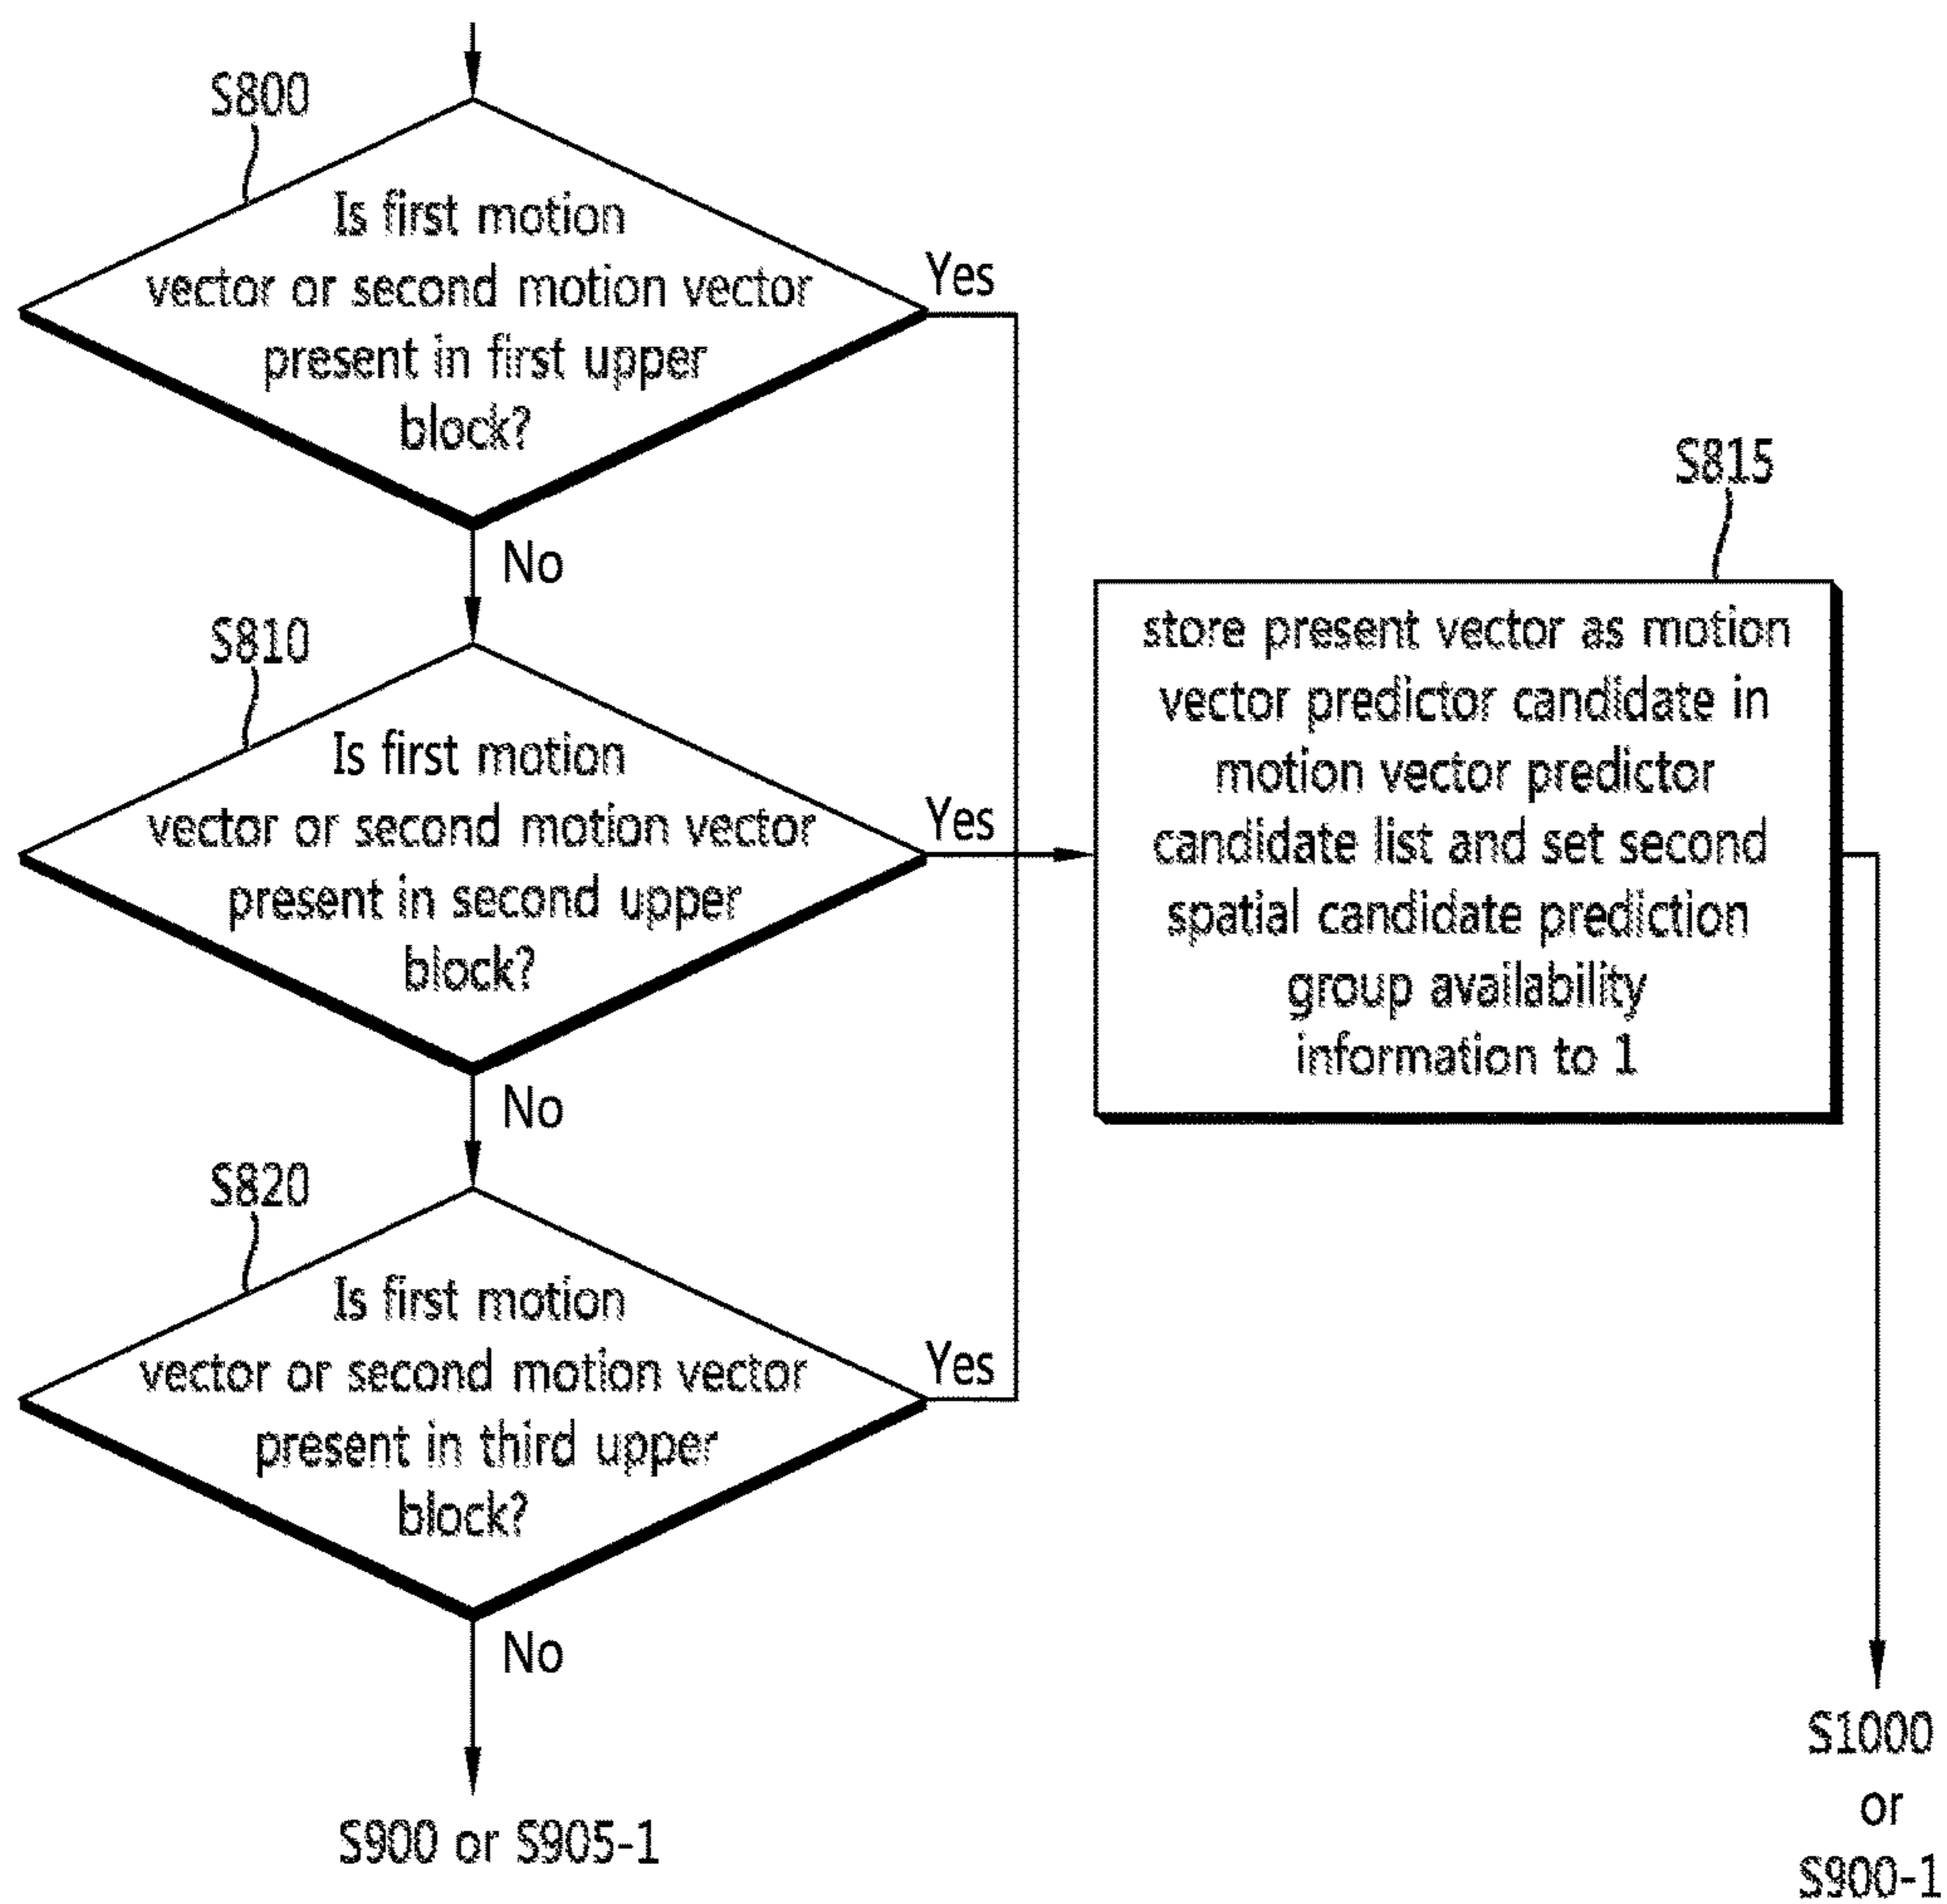 S800
Is first motion
vector or second motion vector
present in first upper
block?
Yes
No
S810
Is first motion
vector or second motion vector
present in second upper
block?
Yes
No
S815
store present vector as motion
vector predictor candidate in
motion vector predictor
candidate list and set second
spatial candidate prediction
group availability
information to 1
S820
Is first motion
vector or second motion vector
present in third upper
block?
Yes
No
S900 or S905-1
S1000
or
S900-1